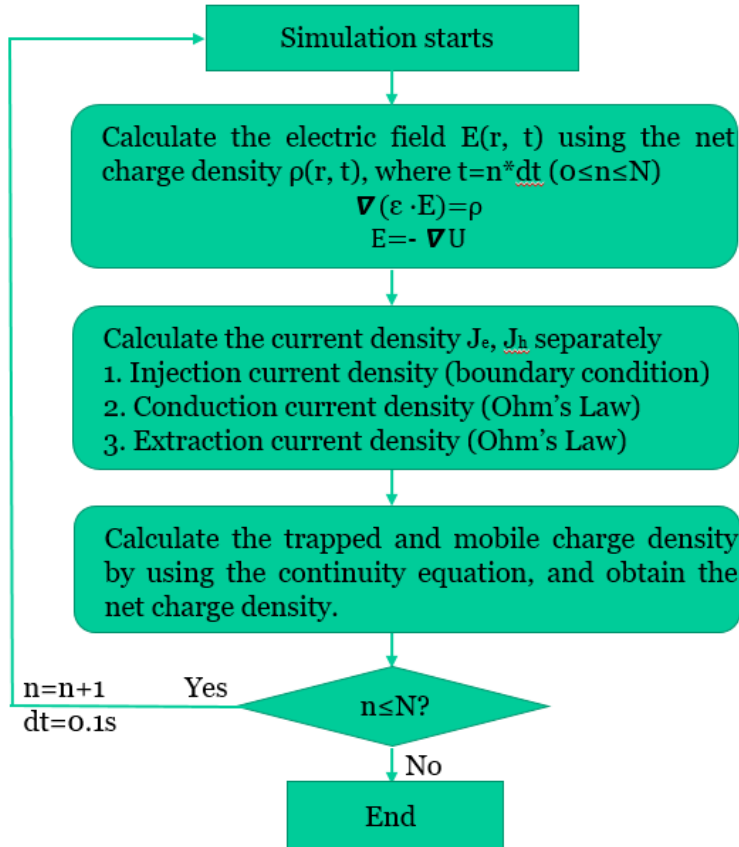 Simulation starts
Calculate the electric field E(r, t) using the net
charge density ρ(r, t), where t=n*dt (0≤n≤N)
∇(ε ·E)=ρ
E=- ∇U
Calculate the current density Je, Jh separately
1. Injection current density (boundary condition)
2. Conduction current density (Ohm’s Law)
3. Extraction current density (Ohm’s Law)
Calculate the trapped and mobile charge density
by using the continuity equation, and obtain the
net charge density.
n=n+1
Yes
dt=0.1s
n≤N?
No
End